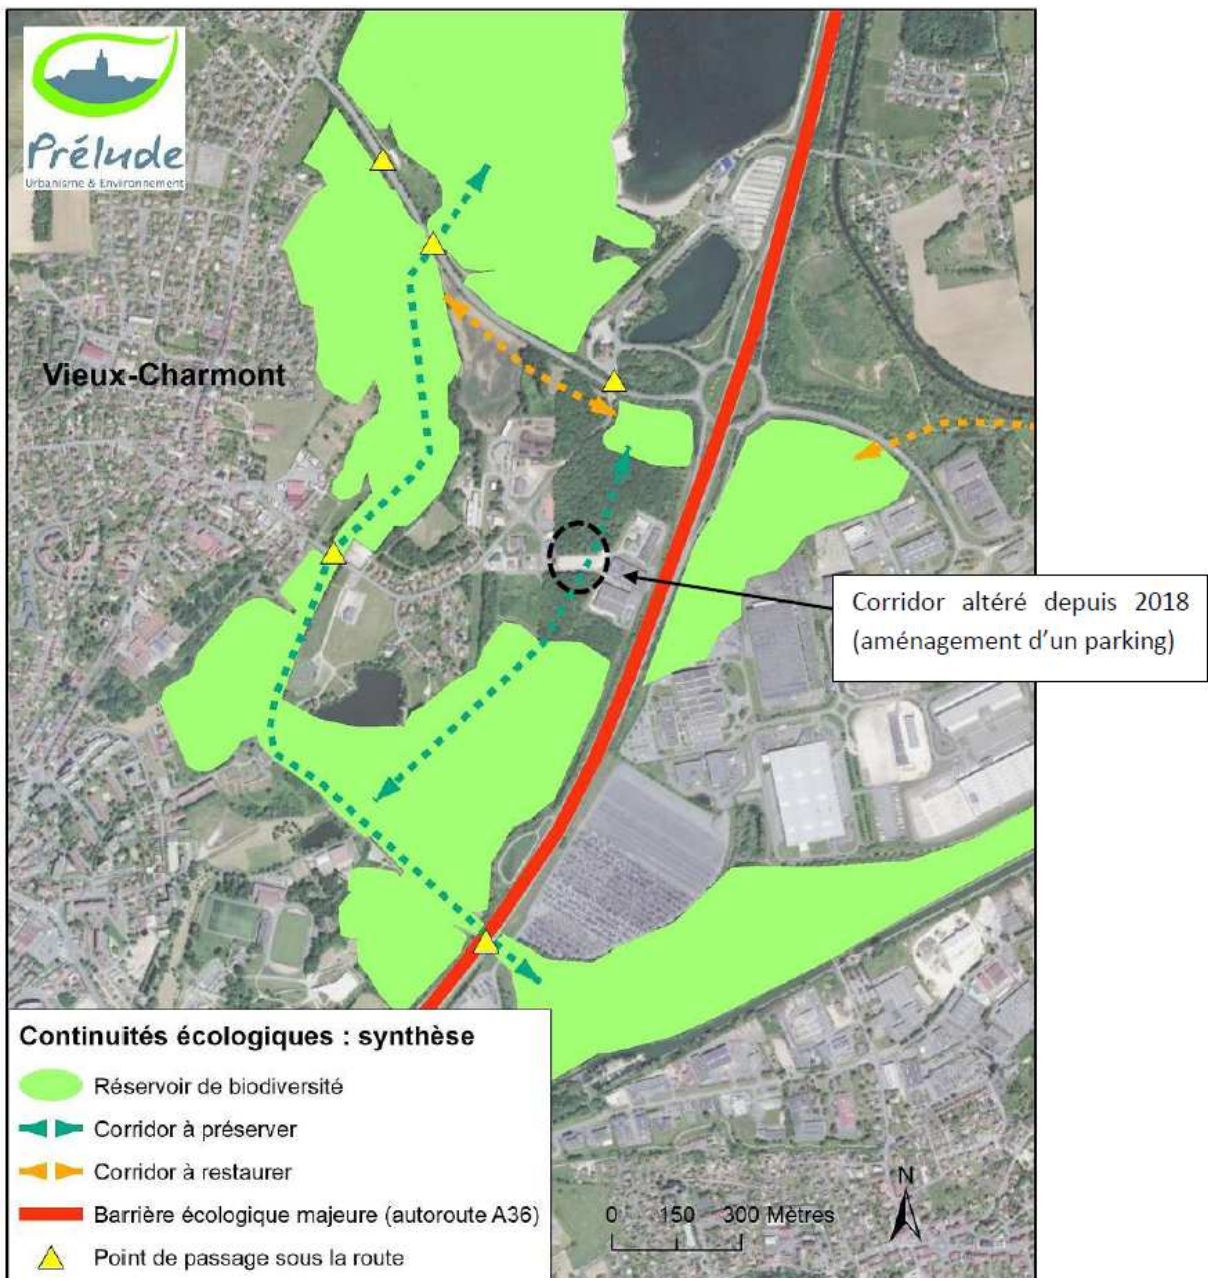 Prélude
Urbanisme & Environnement
Vieux-Charmont
Corridor altéré depuis 2018
(aménagement d'un parking)
Continuités écologiques : synthèse
Réservoir de biodiversité
Corridor à préserver
Corridor à restaurer
Barrière écologique majeure (autoroute A36)
Point de passage sous la route
N
0 150 300 Mètres